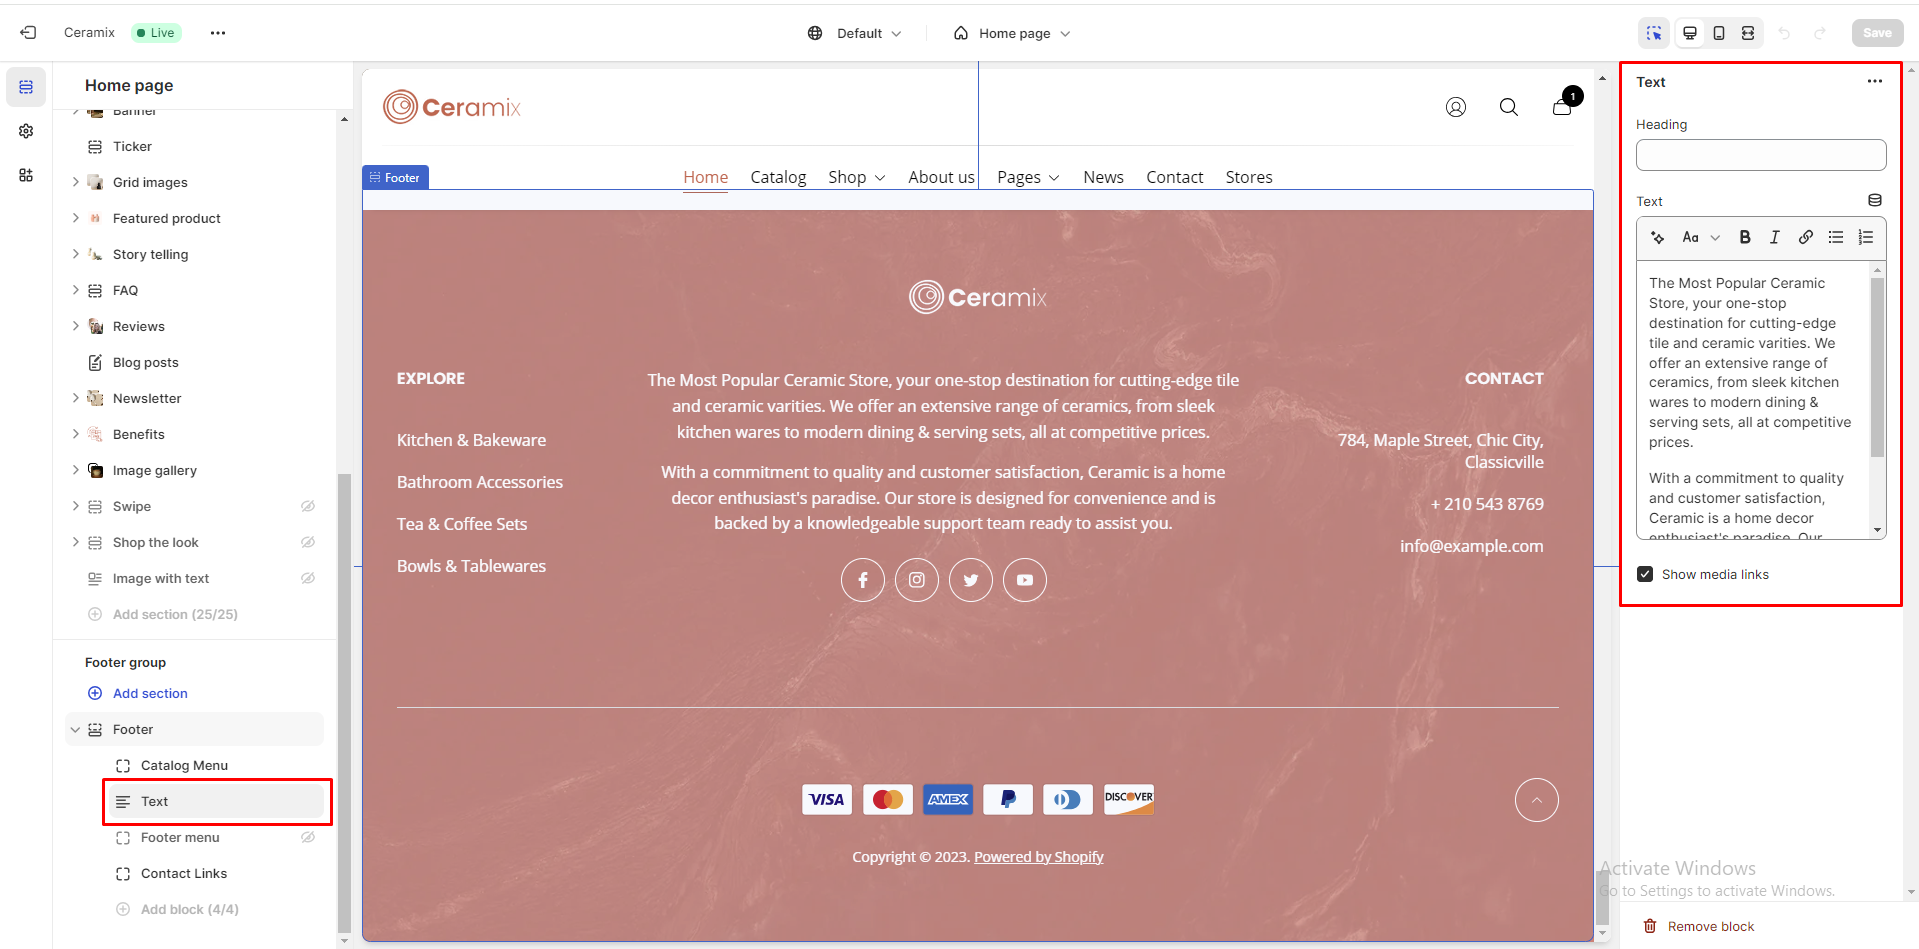 Ceramix
Live
Default
Home page
Save
Home page
Banner
Ticker
Grid images
Featured product
Story telling
FAQ
Reviews
Blog posts
Newsletter
Benefits
Image gallery
Swipe
Shop the look
Image with text
Add section (25/25)
Footer group
Add section
Footer
Catalog Menu
Text
Footer menu
Contact Links
Add block (4/4)
Ceramix
1
Footer
Home
Catalog
Shop
About us
Pages
News
Contact
Stores
Ceramix
EXPLORE
Kitchen & Bakeware
Bathroom Accessories
Tea & Coffee Sets
Bowls & Tablewares
The Most Popular Ceramic Store, your one-stop destination for cutting-edge tile
and ceramic varities. We offer an extensive range of ceramics, from sleek
kitchen wares to modern dining & serving sets, all at competitive prices.
With a commitment to quality and customer satisfaction, Ceramic is a home
decor enthusiast's paradise. Our store is designed for convenience and is
backed by a knowledgeable support team ready to assist you.
CONTACT
784, Maple Street, Chic City,
Classicville
+ 210 543 8769
info@example.com
VISA
AMEX
DISCOVER
Copyright © 2023. Powered by Shopify
Text
Heading
Text
Aa
B
I
The Most Popular Ceramic
Store, your one-stop
destination for cutting-edge
tile and ceramic varities. We
offer an extensive range of
ceramics, from sleek kitchen
wares to modern dining &
serving sets, all at competitive
prices.
With a commitment to quality
and customer satisfaction,
Ceramic is a home decor
enthusiast's paradise. Our
Show media links
Activate Windows
Go to Settings to activate Windows.
Remove block